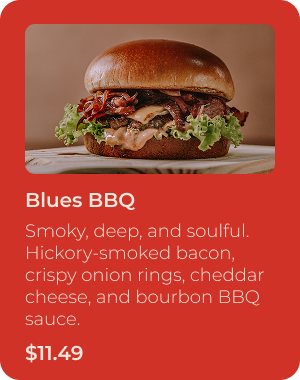 Blues BBQ
Smoky, deep, and soulful.
Hickory-smoked bacon,
crispy onion rings, cheddar
cheese, and bourbon BBQ
sauce.
$11.49